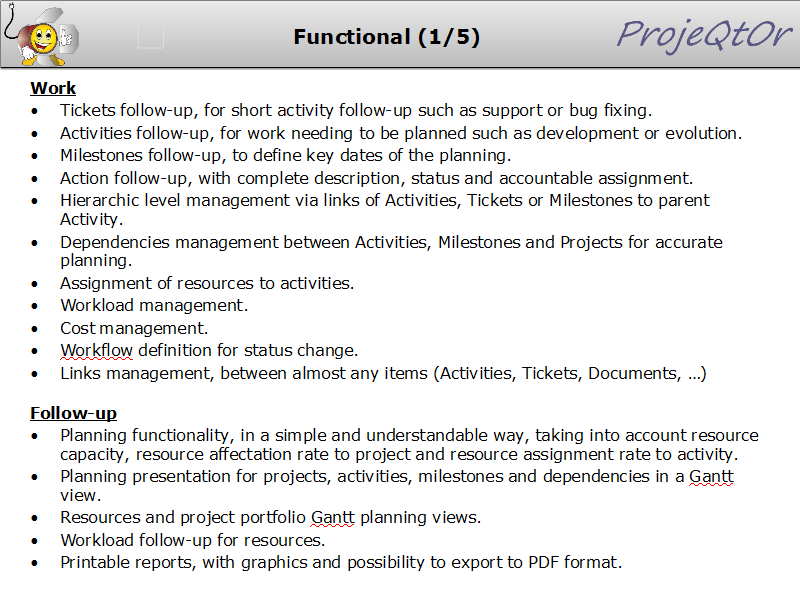 Functional (1/5)
ProjeQtOr
Work
• Tickets follow-up, for short activity follow-up such as support or bug fixing.
• Activities follow-up, for work needing to be planned such as development or evolution.
• Milestones follow-up, to define key dates of the planning.
• Action follow-up, with complete description, status and accountable assignment.
• Hierarchic level management via links of Activities, Tickets or Milestones to parent
Activity.
• Dependencies management between Activities, Milestones and Projects for accurate
planning.
• Assignment of resources to activities.
• Workload management.
• Cost management.
• Workflow definition for status change.
• Links management, between almost any items (Activities, Tickets, Documents, …)
Follow-up
• Planning functionality, in a simple and understandable way, taking into account resource
capacity, resource affectation rate to project and resource assignment rate to activity.
• Planning presentation for projects, activities, milestones and dependencies in a Gantt
view.
• Resources and project portfolio Gantt planning views.
• Workload follow-up for resources.
• Printable reports, with graphics and possibility to export to PDF format.